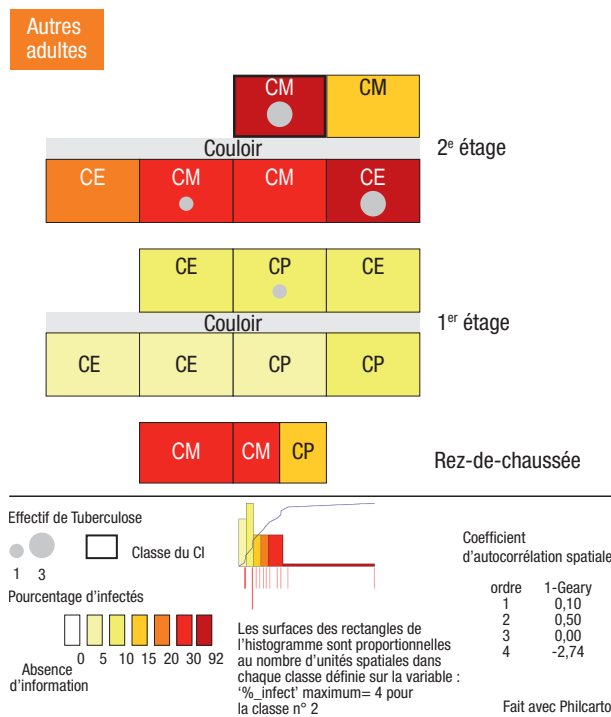 Autres
adultes
CM CM
Couloir
2e étage
CE CM CM CE
CE CP CE
Couloir
1er étage
CE CE CP CP
CM CM CP
Rez-de-chaussée
Effectif de Tuberculose
Classe du CI
1 3
Pourcentage d'infectés
0 5 10 15 20 30 92
Absence
d'information
Les surfaces des rectangles de
l'histogramme sont proportionnelles
au nombre d'unités spatiales dans
chaque classe définie sur la variable :
'%_infect' maximum= 4 pour
la classe n° 2
Coefficient
d'autocorrélation spatiale
ordre 1-Geary
1 0,10
2 0,50
3 0,00
4 -2,74
Fait avec Philcarto